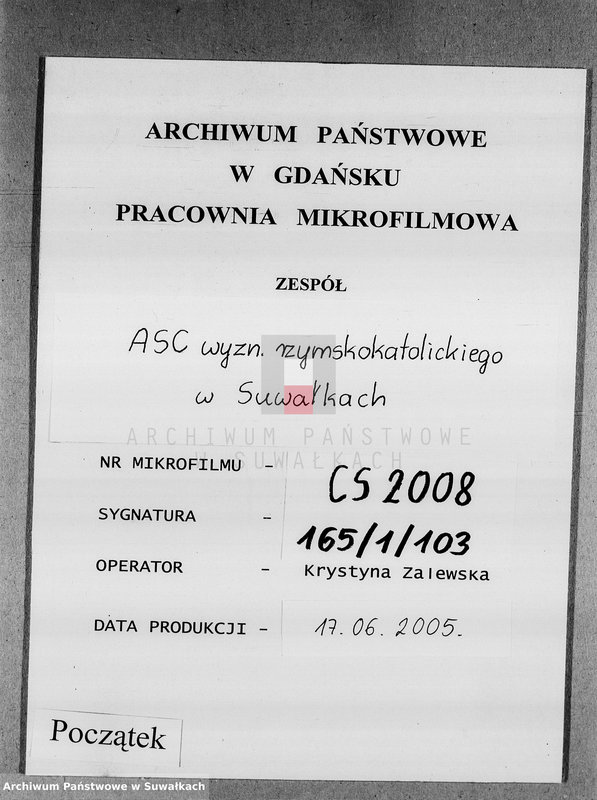 ARCHIWUM PAŃSTWOWE
W GDAŃSKU
PRACOWNIA MIKROFILMOWA
ZESPÓŁ
ASC wyzn. rzymskokatolickiego
w Suwałkach
ARCHIWUM PAŃSTWOWE
W SUWAŁKACH
NR MIKROFILMU - CS 2008
SYGNATURA - 165/1/103
OPERATOR - Krystyna Zalewska
DATA PRODUKCJI - 17.06.2005.
Początek
Archiwum Państwowe w Suwałkach